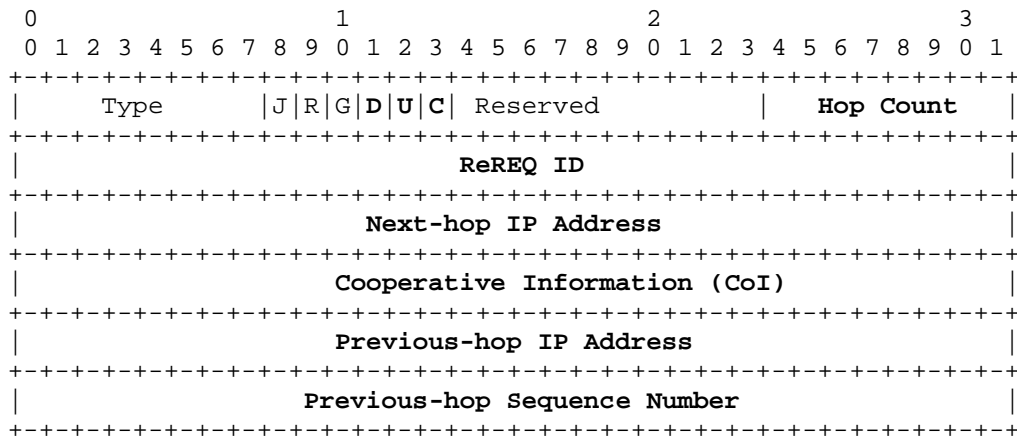 0                   1                   2                   3
 0 1 2 3 4 5 6 7 8 9 0 1 2 3 4 5 6 7 8 9 0 1 2 3 4 5 6 7 8 9 0 1
+-+-+-+-+-+-+-+-+-+-+-+-+-+-+-+-+-+-+-+-+-+-+-+-+-+-+-+-+-+-+-+-+
|     Type      |J|R|G|D|U|C| Reserved          |   Hop Count   |
+-+-+-+-+-+-+-+-+-+-+-+-+-+-+-+-+-+-+-+-+-+-+-+-+-+-+-+-+-+-+-+-+
|                            ReREQ ID                           |
+-+-+-+-+-+-+-+-+-+-+-+-+-+-+-+-+-+-+-+-+-+-+-+-+-+-+-+-+-+-+-+-+
|                      Next-hop IP Address                      |
+-+-+-+-+-+-+-+-+-+-+-+-+-+-+-+-+-+-+-+-+-+-+-+-+-+-+-+-+-+-+-+-+
|                    Cooperative Information (CoI)              |
+-+-+-+-+-+-+-+-+-+-+-+-+-+-+-+-+-+-+-+-+-+-+-+-+-+-+-+-+-+-+-+-+
|                    Previous-hop IP Address                    |
+-+-+-+-+-+-+-+-+-+-+-+-+-+-+-+-+-+-+-+-+-+-+-+-+-+-+-+-+-+-+-+-+
|                  Previous-hop Sequence Number                 |
+-+-+-+-+-+-+-+-+-+-+-+-+-+-+-+-+-+-+-+-+-+-+-+-+-+-+-+-+-+-+-+-+